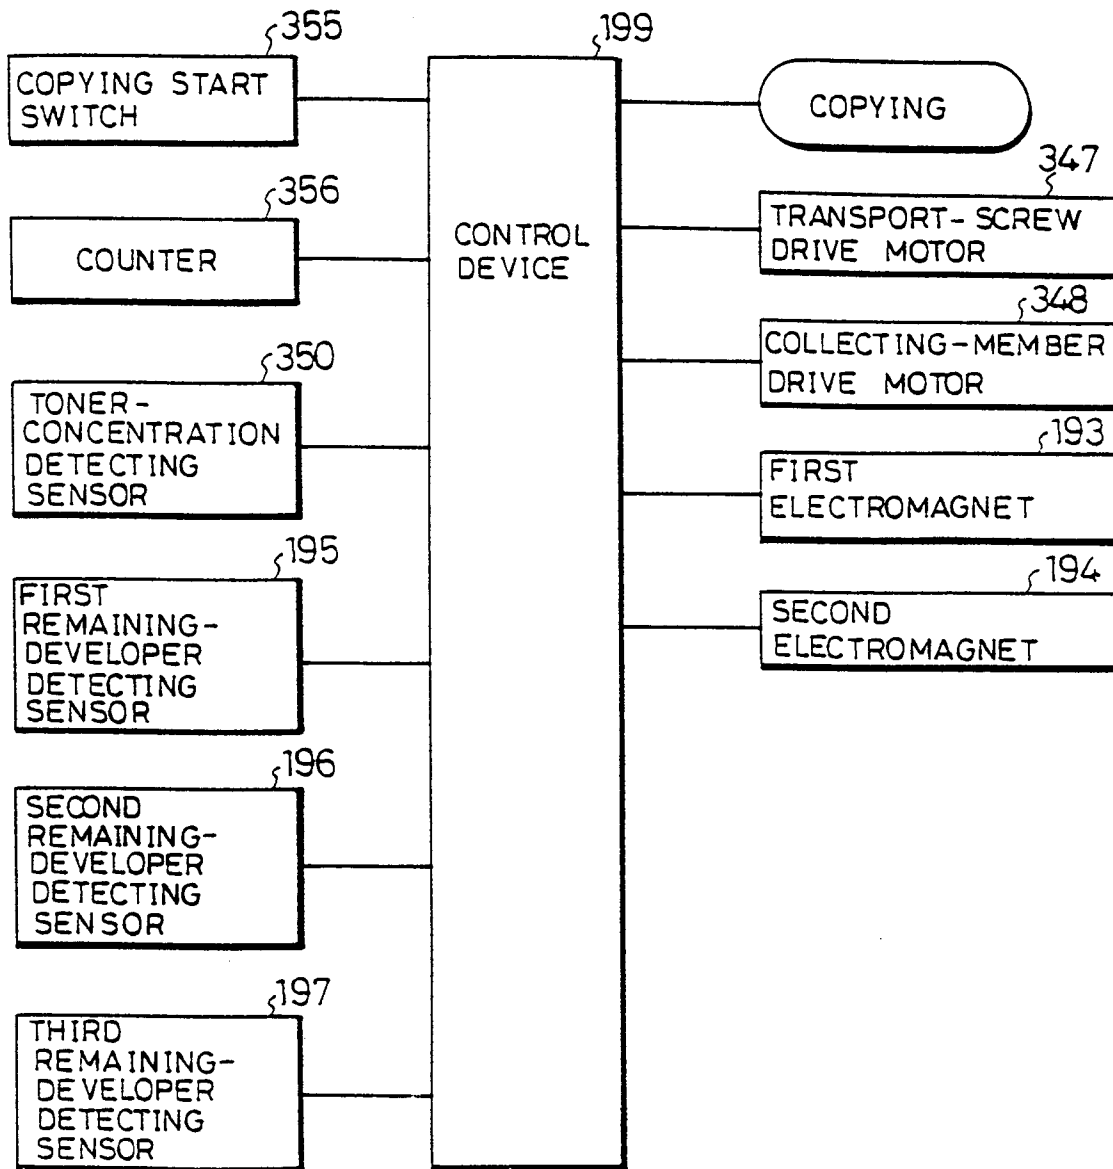 355
COPYING START
SWITCH
356
COUNTER
350
TONER-
CONCENTRATION
DETECTING
SENSOR
195
FIRST
REMAINING-
DEVELOPER
DETECTING
SENSOR
196
SECOND
REMAINING-
DEVELOPER
DETECTING
SENSOR
197
THIRD
REMAINING-
DEVELOPER
DETECTING
SENSOR
199
CONTROL
DEVICE
COPYING
347
TRANSPORT-SCREW
DRIVE MOTOR
348
COLLECTING-MEMBER
DRIVE MOTOR
193
FIRST
ELECTROMAGNET
194
SECOND
ELECTROMAGNET